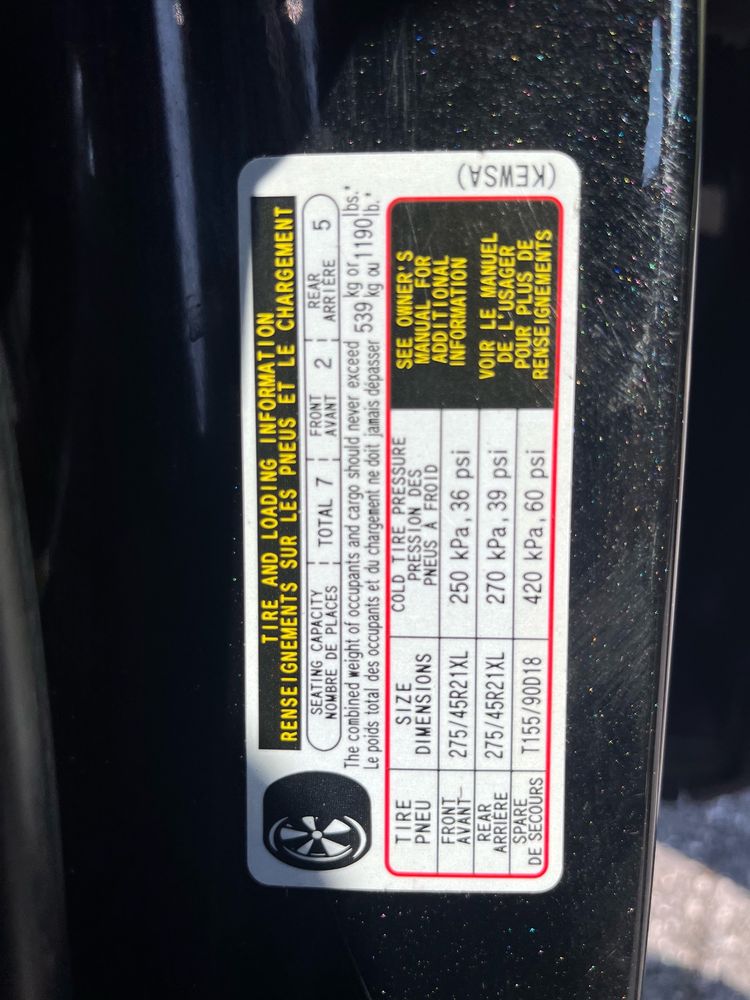 (KEWSA)
TIRE AND LOADING INFORMATION
RENSEIGNEMENTS SUR LES PNEUS ET LE CHARGEMENT
SEATING CAPACITY
NOMBRE DE PLACES
TOTAL 7
FRONT
AVANT
2
REAR
ARRIÈRE
5
The combined weight of occupants and cargo should never exceed 539 kg or 1190 lbs.
Le poids total des occupants et du chargement ne doit jamais dépasser 539 kg ou 1190 lb.
TIRE
PNEU
SIZE
DIMENSIONS
COLD TIRE PRESSURE
PRESSION DES
PNEUS A FROID
FRONT
AVANT
275/45R21XL
250 kPa, 36 psi
REAR
ARRIERE
275/45R21XL
270 kPa, 39 psi
SPARE
DE SECOURS
T155/90D18
420 kPa, 60 psi
SEE OWNER'S
MANUAL FOR
ADDITIONAL
INFORMATION
VOIR LE MANUEL
DE L'USAGER
POUR PLUS DE
RENSEIGNEMENTS